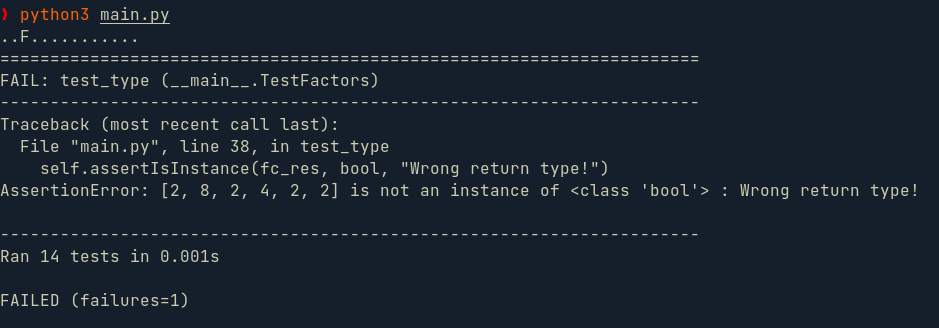 ❯ python3 main.py
..F...........
======================================================================
FAIL: test_type (__main__.TestFactors)
----------------------------------------------------------------------
Traceback (most recent call last):
  File "main.py", line 38, in test_type
    self.assertIsInstance(fc_res, bool, "Wrong return type!")
AssertionError: [2, 8, 2, 4, 2, 2] is not an instance of <class 'bool'> : Wrong return type!

----------------------------------------------------------------------
Ran 14 tests in 0.001s

FAILED (failures=1)